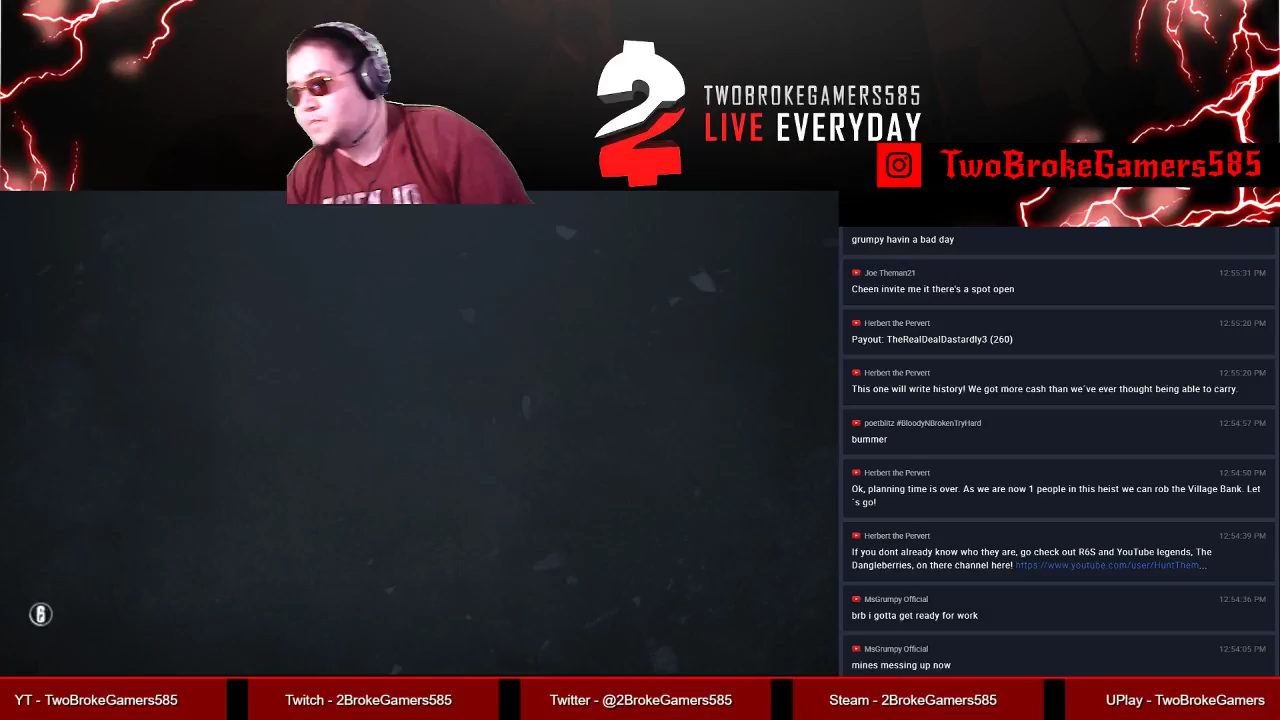 2
TWOBROKEGAMERS585
LIVE EVERYDAY
TwoBrokeGamers585
grumpy havin a bad day
Joe Theman21 12:55:31 PM
Cheen invite me it there's a spot open
Herbert the Pervert 12:55:20 PM
Payout: TheRealDealDastardly3 (260)
Herbert the Pervert 12:55:20 PM
This one will write history! We got more cash than we´ve ever thought being able to carry.
poetblitz #BloodyNBrokenTryHard 12:54:57 PM
bummer
Herbert the Pervert 12:54:50 PM
Ok, planning time is over. As we are now 1 people in this heist we can rob the Village Bank. Let
´s go!
Herbert the Pervert 12:54:39 PM
If you dont already know who they are, go check out R6S and YouTube legends, The
Dangleberries, on there channel here! https://www.youtube.com/user/HuntThem...
MsGrumpy Official 12:54:36 PM
brb i gotta get ready for work
MsGrumpy Official 12:54:05 PM
mines messing up now
6
YT - TwoBrokeGamers585 Twitch - 2BrokeGamers585 Twitter - @2BrokeGamers585 Steam - 2BrokeGamers585 UPlay - TwoBrokeGamers